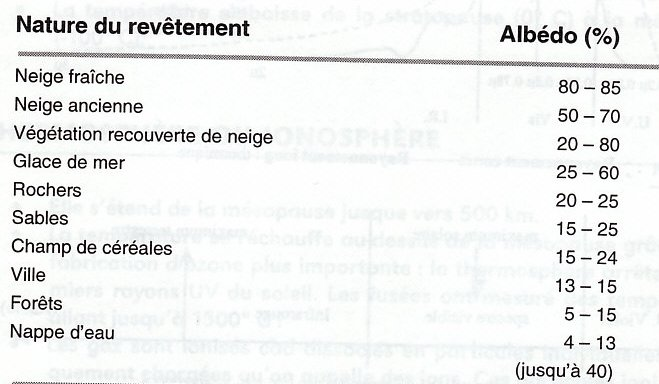 Nature du revêtement Albédo (%)
Neige fraîche 80 – 85
Neige ancienne 50 – 70
Végétation recouverte de neige 20 – 80
Glace de mer 25 – 60
Rochers 20 – 25
Sables 15 – 25
Champ de céréales 15 – 24
Ville 13 – 15
Forêts 5 – 15
Nappe d'eau 4 – 13
(jusqu'à 40)